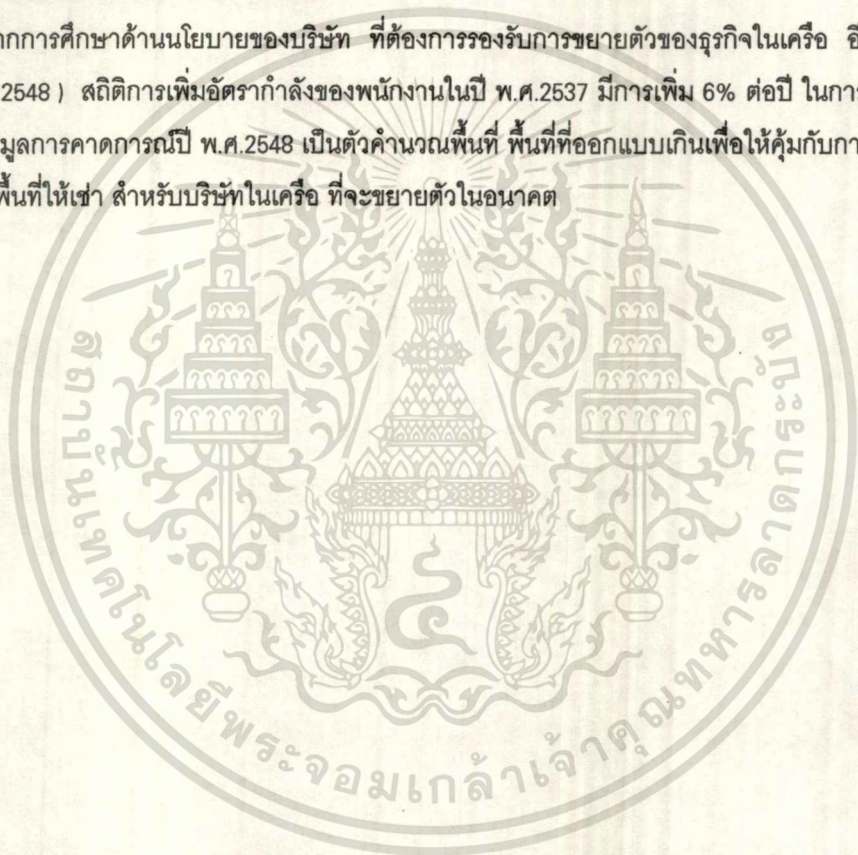 ากการศึกษาด้านนโยบายของบริษัท ที่ต้องการรองรับการขยายตัวของธุรกิจในเครือ อี
2548 ) สถิติการเพิ่มอัตรากำลังของพนักงานในปี พ.ศ.2537 มีการเพิ่ม 6% ต่อปี ในการ
มูลการคาดการณ์ปี พ.ศ.2548 เป็นตัวคำนวณพื้นที่ พื้นที่ที่ออกแบบเกินเพื่อให้คุ้มกับกา
พื้นที่ให้เช่า สำหรับบริษัทในเครือ ที่จะขยายตัวในอนาคต
สถาบันเทคโนโลยีพระจอมเกล้าเจ้าคุณทหารลาดกระบัง